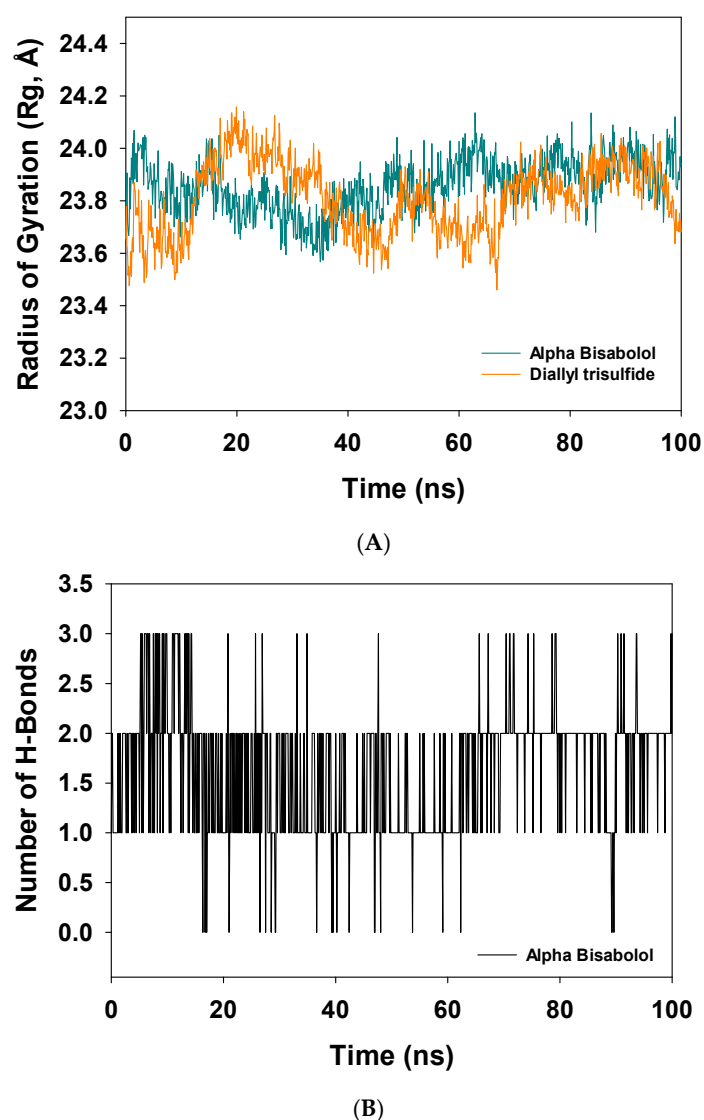 24.4
24.2
24.0
23.8
23.6
23.4
23.2
23.0
Radius of Gyration (Rg, Å)
Alpha Bisabolol
Diallyl trisulfide
0 20 40 60 80 100
Time (ns)
(A)
3.5
3.0
2.5
2.0
1.5
1.0
0.5
0.0
Number of H-Bonds
Alpha Bisabolol
0 20 40 60 80 100
Time (ns)
(B)